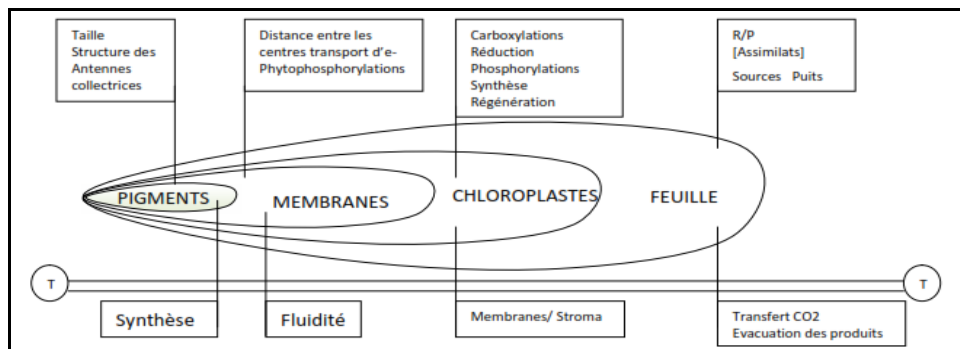 Taille
Structure des
Antennes
collectrices
Distance entre les
centres transport d'e-
Phytophosphorylations
Carboxylations
Réduction
Phosphorylations
Synthèse
Régénération
R/P
[Assimilats]
Sources Puits
PIGMENTS
MEMBRANES
CHLOROPLASTES
FEUILLE
T
T
Synthèse
Fluidité
Membranes/ Stroma
Transfert CO2
Evacuation des produits